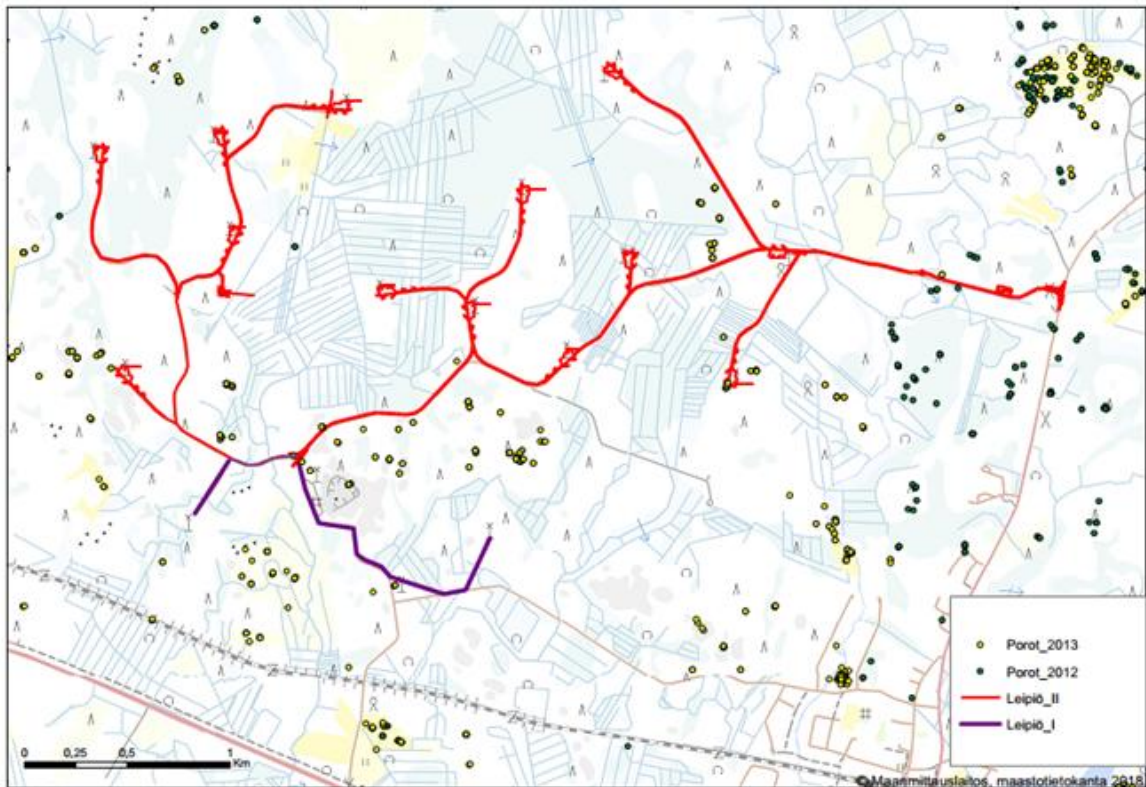 Porot_2013
Porot_2012
Leipiö_II
Leipiö_I
0 0,25 0,5 1
Km
© Maanmittauslaitos, maastotietokanta 2018